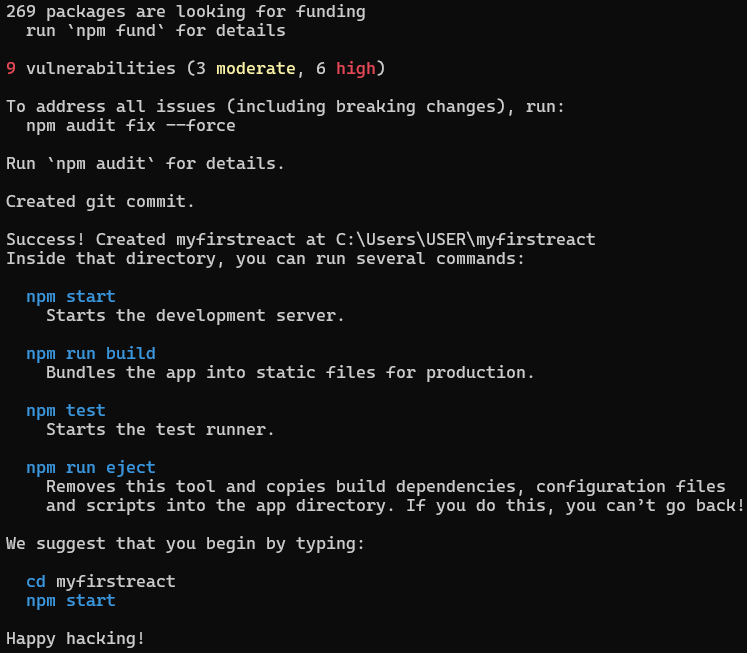 269 packages are looking for funding
run `npm fund` for details
9 vulnerabilities (3 moderate, 6 high)
To address all issues (including breaking changes), run:
npm audit fix --force
Run `npm audit` for details.
Created git commit.
Success! Created myfirstreact at C:\Users\USER\myfirstreact
Inside that directory, you can run several commands:
npm start
Starts the development server.
npm run build
Bundles the app into static files for production.
npm test
Starts the test runner.
npm run eject
Removes this tool and copies build dependencies, configuration files
and scripts into the app directory. If you do this, you can’t go back!
We suggest that you begin by typing:
cd myfirstreact
npm start
Happy hacking!